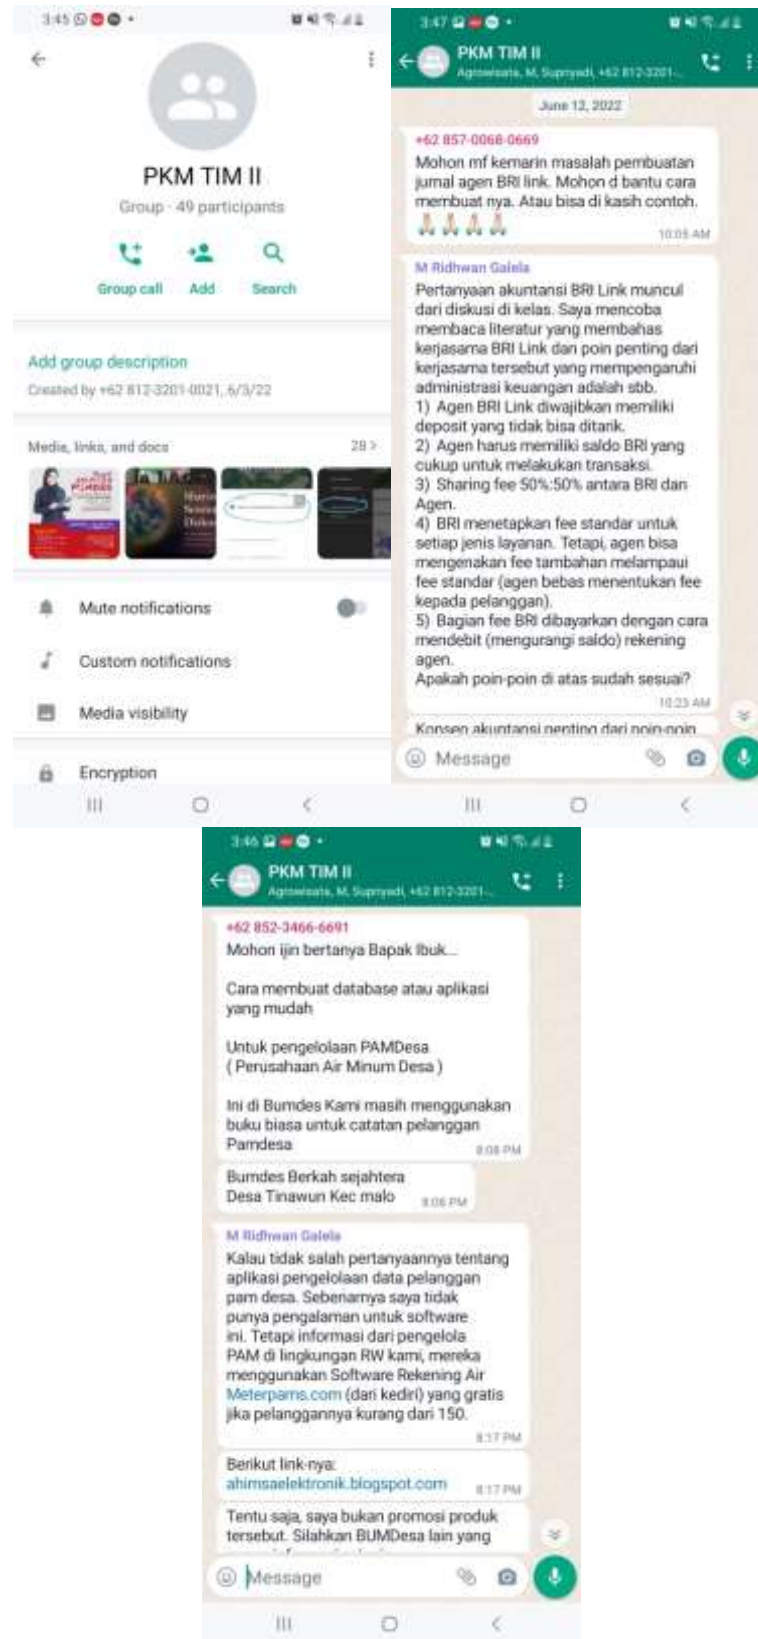 3:45
PKM TIM II
Group · 49 participants
Group call Add Search
Add group description
Created by +62 812-3201-0021, 6/3/22
Media, links, and docs 28 >
Mute notifications
Custom notifications
Media visibility
Encryption
3:47
PKM TIM II
Agrowisata, M, Supriyadi, +62 812-3201-...
June 12, 2022
+62 857-0068-0669
Mohon mf kemarin masalah pembuatan
jurnal agen BRI link. Mohon d bantu cara
membuat nya. Atau bisa di kasih contoh.
🙏🙏🙏🙏
10:05 AM
M Ridhwan Galela
Pertanyaan akuntansi BRI Link muncul
dari diskusi di kelas. Saya mencoba
membaca literatur yang membahas
kerjasama BRI Link dan poin penting dari
kerjasama tersebut yang mempengaruhi
administrasi keuangan adalah sbb.
1) Agen BRI Link diwajibkan memiliki
deposit yang tidak bisa ditarik.
2) Agen harus memiliki saldo BRI yang
cukup untuk melakukan transaksi.
3) Sharing fee 50%:50% antara BRI dan
Agen.
4) BRI menetapkan fee standar untuk
setiap jenis layanan. Tetapi, agen bisa
mengenakan fee tambahan melampaui
fee standar (agen bebas menentukan fee
kepada pelanggan).
5) Bagian fee BRI dibayarkan dengan cara
mendebit (mengurangi saldo) rekening
agen.
Apakah poin-poin di atas sudah sesuai?
10:23 AM
Konsep akuntansi penting dari poin-poin
Message
3:46
PKM TIM II
Agrowisata, M, Supriyadi, +62 812-3201-...
+62 852-3466-6691
Mohon ijin bertanya Bapak Ibuk...
Cara membuat database atau aplikasi
yang mudah
Untuk pengelolaan PAMDesa
( Perusahaan Air Minum Desa )
Ini di Bumdes Kami masih menggunakan
buku biasa untuk catatan pelanggan
Pamdesa
8:08 PM
Bumdes Berkah sejahtera
Desa Tinawun Kec malo
8:08 PM
M Ridhwan Galela
Kalau tidak salah pertanyaannya tentang
aplikasi pengelolaan data pelanggan
pam desa. Sebenarnya saya tidak
punya pengalaman untuk software
ini. Tetapi informasi dari pengelola
PAM di lingkungan RW kami, mereka
menggunakan Software Rekening Air
Meterpams.com (dari kediri) yang gratis
jika pelanggannya kurang dari 150.
8:17 PM
Berikut link-nya:
ahimsaelektronik.blogspot.com
8:17 PM
Tentu saja, saya bukan promosi produk
tersebut. Silahkan BUMDesa lain yang
Message